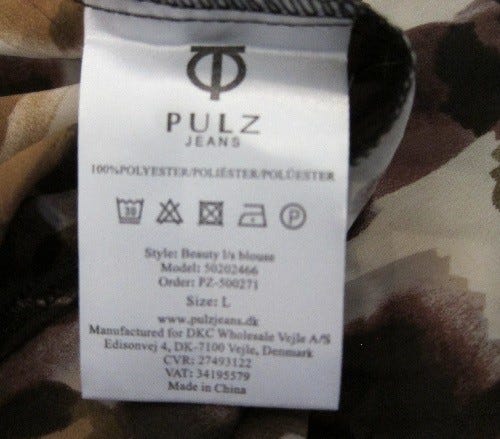 PULZ
JEANS
100%POLYESTER/POLIÉSTER/POLÜESTER
30 P
Style: Beauty l/s blouse
Model: 50202466
Order: PZ-500271
Size: L
www.pulzjeans.dk
Manufactured for DKC Wholesale Vejle A/S
Edisonvej 4, DK-7100 Vejle, Denmark
CVR: 27493122
VAT: 34195579
Made in China